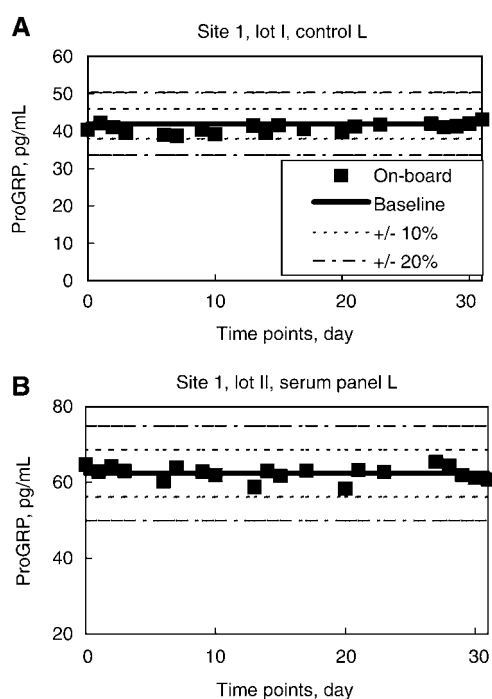 A
Site 1, lot I, control L
ProGRP, pg/mL
60
50
40
30
20
10
0
On-board
Baseline
+/- 10%
+/- 20%
0 10 20 30
Time points, day
B
Site 1, lot II, serum panel L
ProGRP, pg/mL
80
60
40
20
0 10 20 30
Time points, day